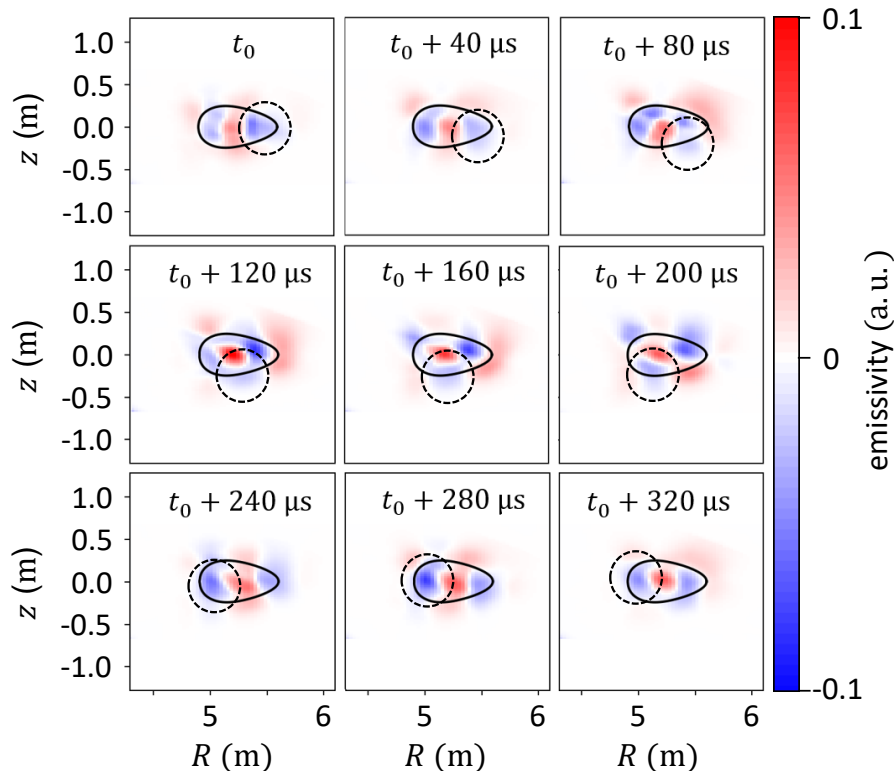 t₀
t₀ + 40 μs
t₀ + 80 μs
1.0
0.5
0.0
-0.5
-1.0
z (m)
t₀ + 120 μs
t₀ + 160 μs
t₀ + 200 μs
1.0
0.5
0.0
-0.5
-1.0
z (m)
t₀ + 240 μs
t₀ + 280 μs
t₀ + 320 μs
1.0
0.5
0.0
-0.5
-1.0
z (m)
5 6
5 6
5 6
R (m)
R (m)
R (m)
0.1
0
-0.1
emissivity (a. u.)